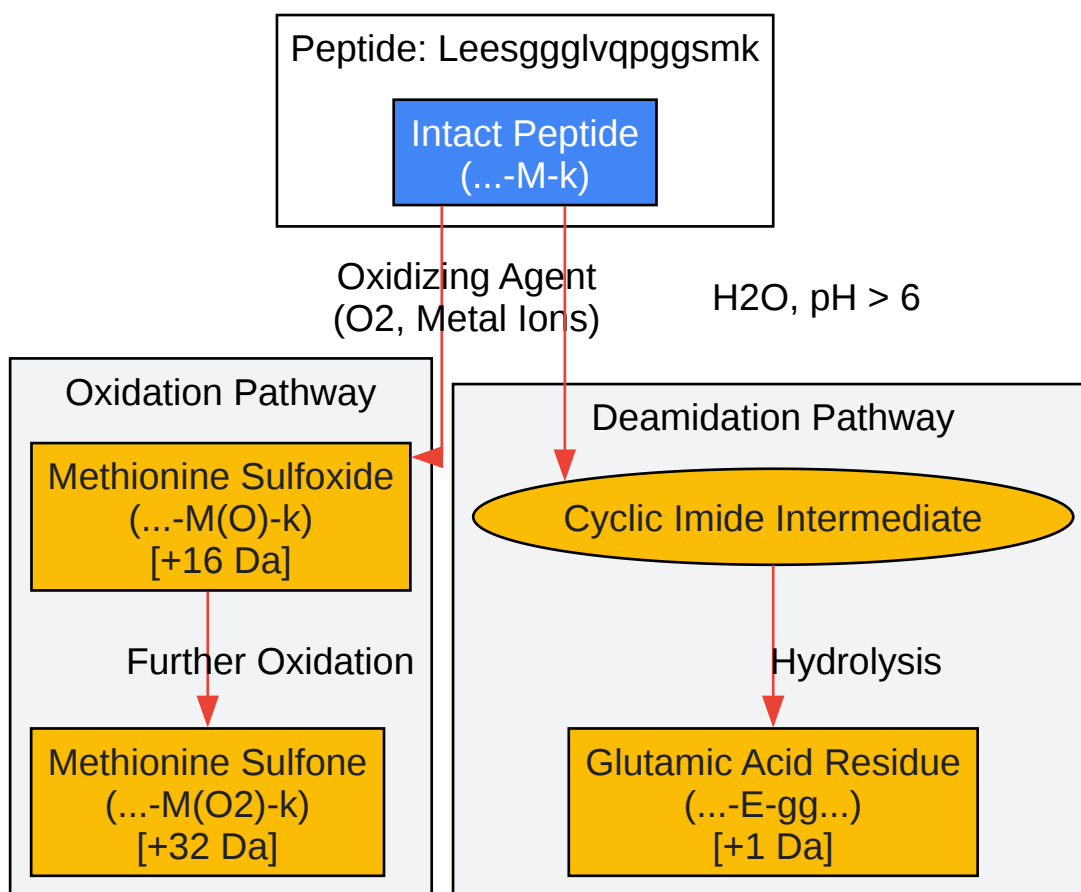 Peptide: Leesggglvqpggsmk
Intact Peptide
(...-M-k)
Oxidizing Agent
(O2, Metal Ions)
H2O, pH > 6
Oxidation Pathway
Methionine Sulfoxide
(...-M(O)-k)
[+16 Da]
Further Oxidation
Methionine Sulfone
(...-M(O2)-k)
[+32 Da]
Deamidation Pathway
Cyclic Imide Intermediate
Hydrolysis
Glutamic Acid Residue
(...-E-gg...)
[+1 Da]